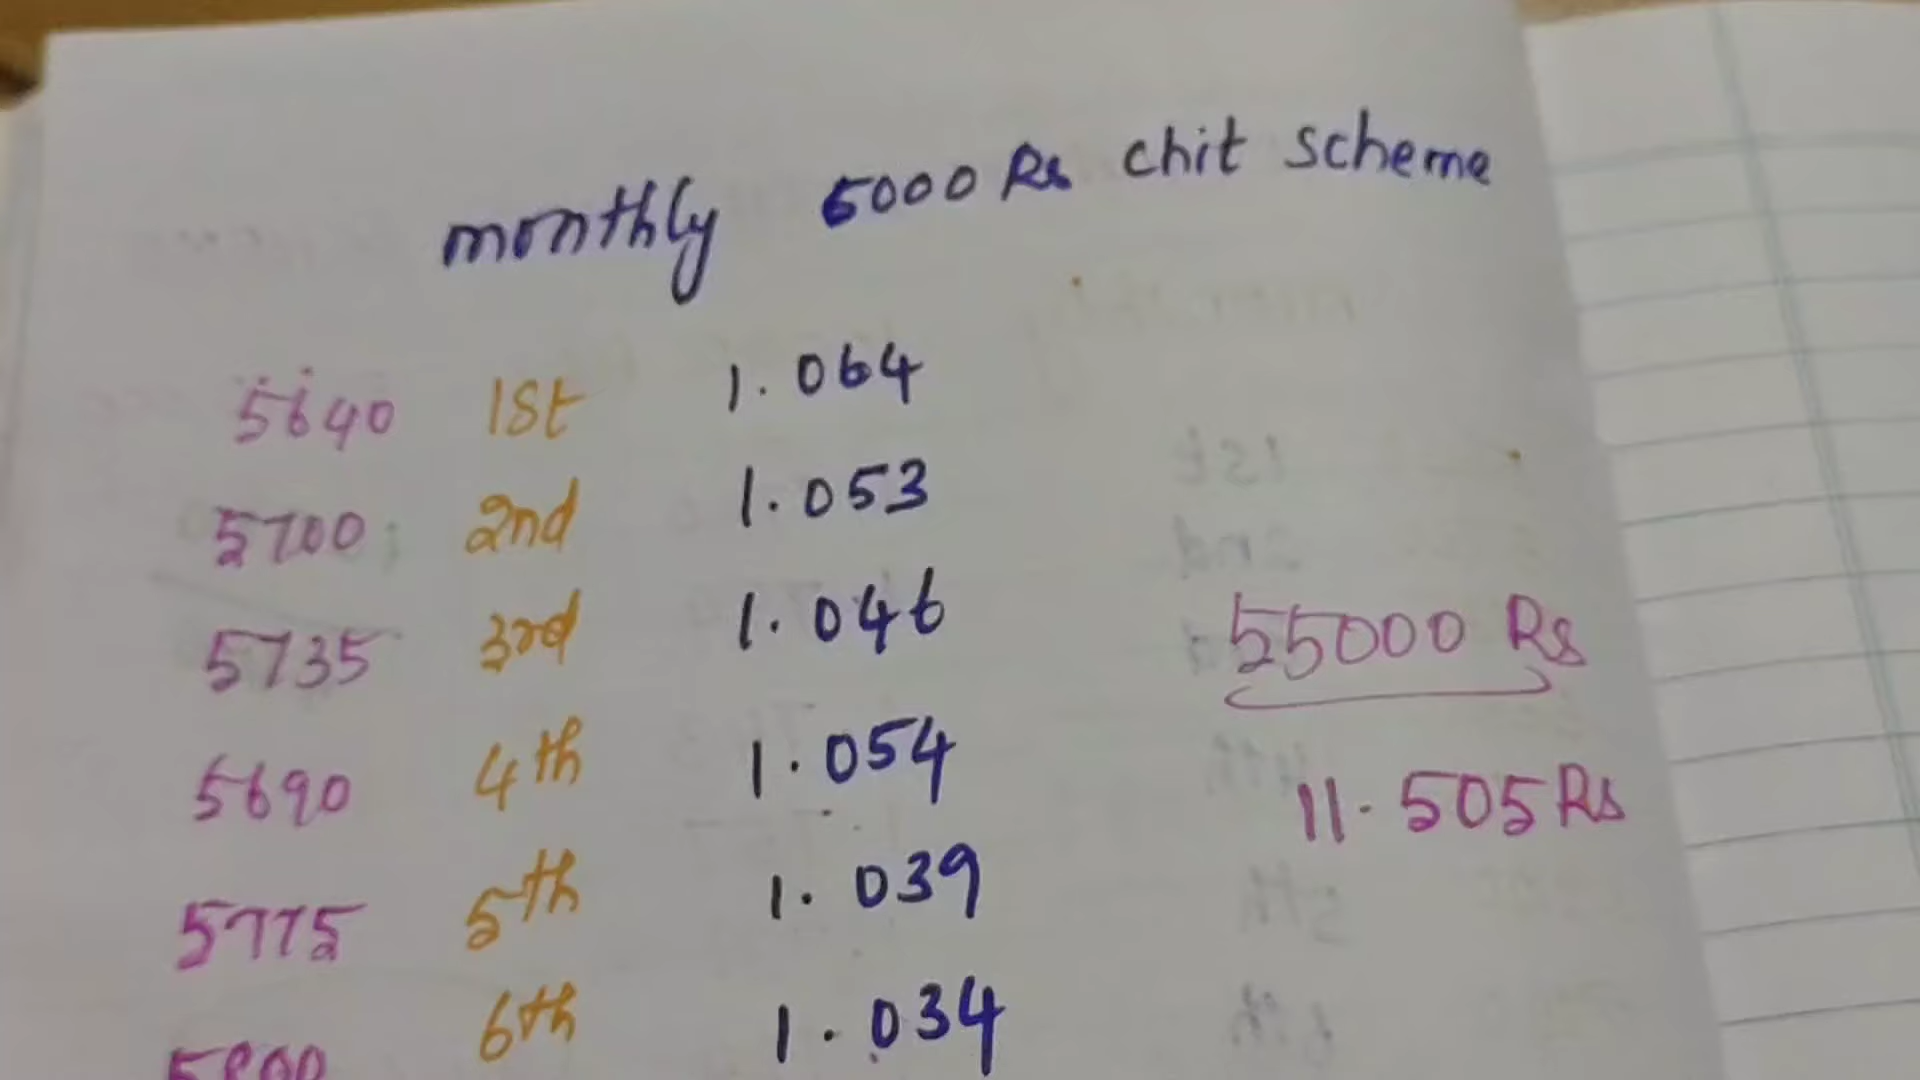 monthly 5000 Rs chit scheme
5640 1st 1.064
5700 2nd 1.053
5735 3rd 1.046
55000 Rs
5690 4th 1.054
11.505 Rs
5775 5th 1.039
6th 1.034